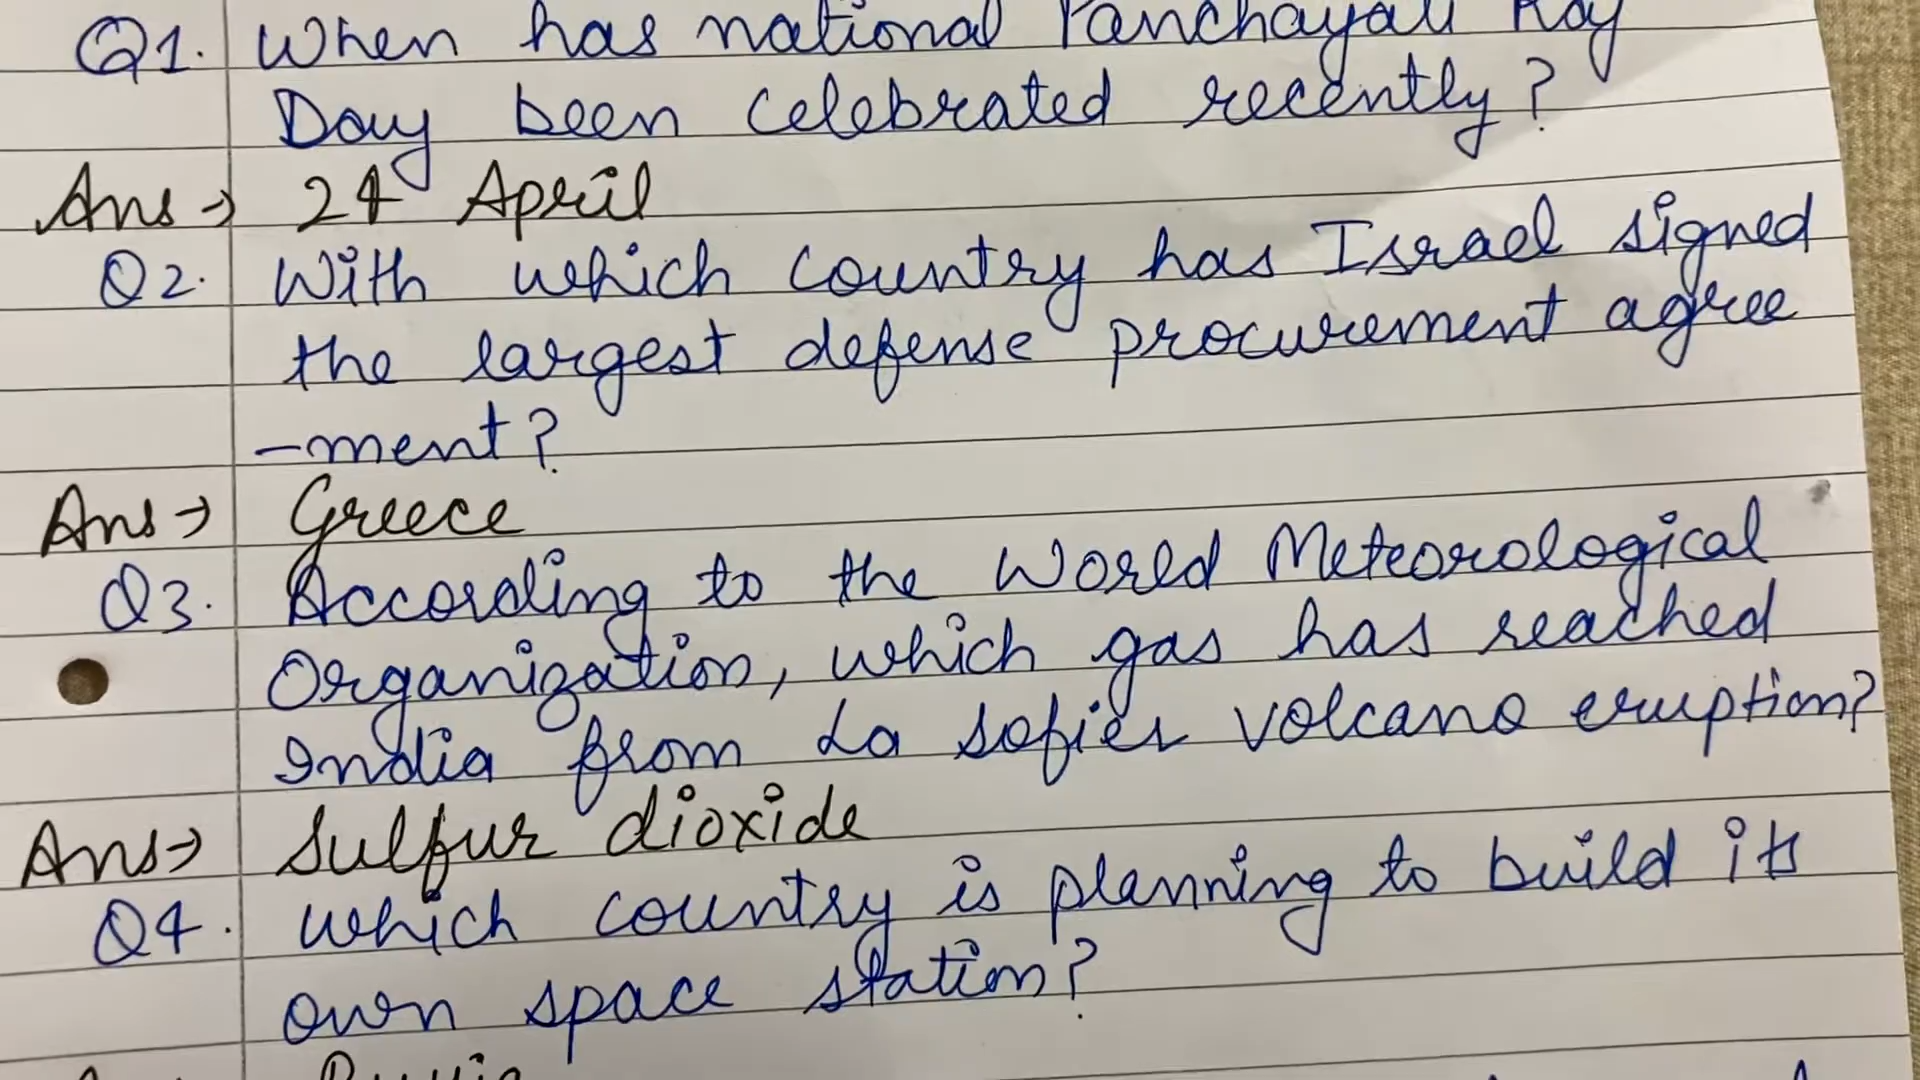 Q1. When has national Panchayati Raj
Day been celebrated recently?
Ans → 24 April
Q2. With which country has Israel signed
the largest defense procurement agree
-ment?
Ans → Greece
Q3. According to the World Meteorological
Organization, which gas has reached
India from La sofier volcano eruption?
Ans → Sulfur dioxide
Q4. which country is planning to build its
own space station?